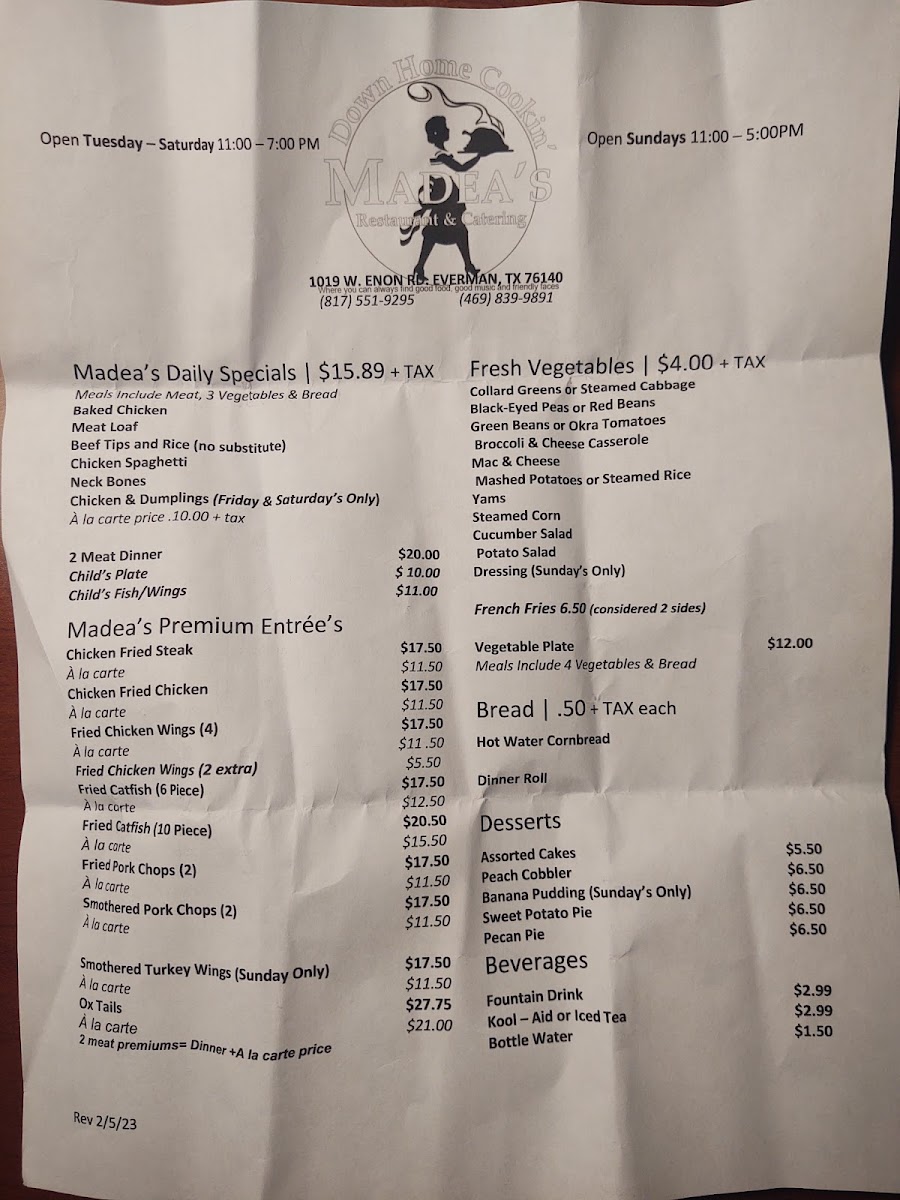 Down Home Cookin'
Open Tuesday – Saturday 11:00 – 7:00 PM
Open Sundays 11:00 – 5:00PM
MADEA'S
Restaurant & Catering
1019 W. ENON RD. EVERMAN, TX 76140
Where you can always find good food, good music and friendly faces
(817) 551-9295 (469) 839-9891
Madea's Daily Specials | $15.89 + TAX
Meals Include Meat, 3 Vegetables & Bread
Baked Chicken
Meat Loaf
Beef Tips and Rice (no substitute)
Chicken Spaghetti
Neck Bones
Chicken & Dumplings (Friday & Saturday's Only)
À la carte price .10.00 + tax
2 Meat Dinner $20.00
Child's Plate $ 10.00
Child's Fish/Wings $11.00
Madea's Premium Entrée's
Chicken Fried Steak $17.50
À la carte $11.50
Chicken Fried Chicken $17.50
À la carte $11.50
Fried Chicken Wings (4) $17.50
À la carte $11 .50
Fried Chicken Wings (2 extra) $5.50
Fried Catfish (6 Piece) $17.50
À la carte $12.50
Fried Catfish (10 Piece) $20.50
À la carte $15.50
Fried Pork Chops (2) $17.50
À la carte $11.50
Smothered Pork Chops (2) $17.50
À la carte $11.50
Smothered Turkey Wings (Sunday Only) $17.50
À la carte $11.50
Ox Tails $27.75
À la carte $21.00
2 meat premiums= Dinner +A la carte price
Rev 2/5/23
Fresh Vegetables | $4.00 + TAX
Collard Greens or Steamed Cabbage
Black-Eyed Peas or Red Beans
Green Beans or Okra Tomatoes
Broccoli & Cheese Casserole
Mac & Cheese
Mashed Potatoes or Steamed Rice
Yams
Steamed Corn
Cucumber Salad
Potato Salad
Dressing (Sunday's Only)
French Fries 6.50 (considered 2 sides)
Vegetable Plate $12.00
Meals Include 4 Vegetables & Bread
Bread | .50 + TAX each
Hot Water Cornbread
Dinner Roll
Desserts
Assorted Cakes $5.50
Peach Cobbler $6.50
Banana Pudding (Sunday's Only) $6.50
Sweet Potato Pie $6.50
Pecan Pie $6.50
Beverages
Fountain Drink $2.99
Kool – Aid or Iced Tea $2.99
Bottle Water $1.50